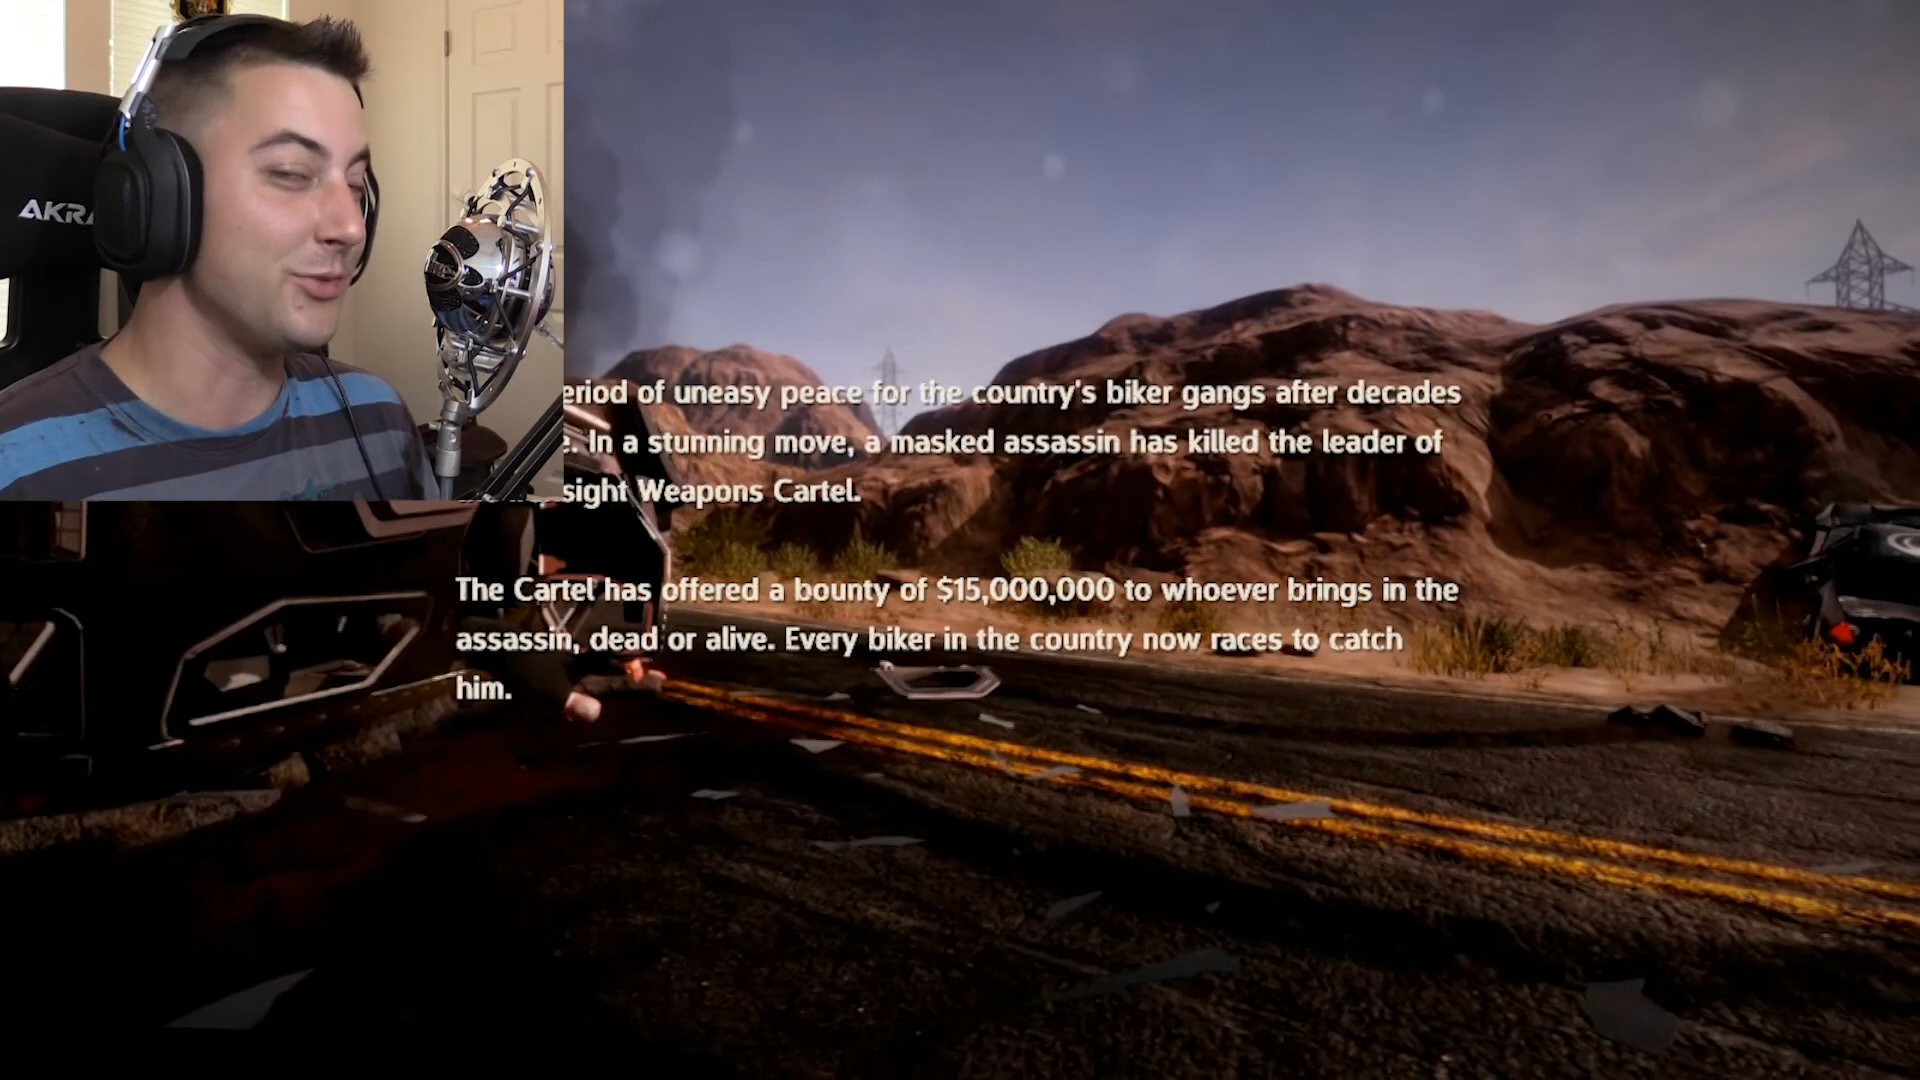 eriod of uneasy peace for the country's biker gangs after decades
e. In a stunning move, a masked assassin has killed the leader of
sight Weapons Cartel.
The Cartel has offered a bounty of $15,000,000 to whoever brings in the
assassin, dead or alive. Every biker in the country now races to catch
him.
AKRA